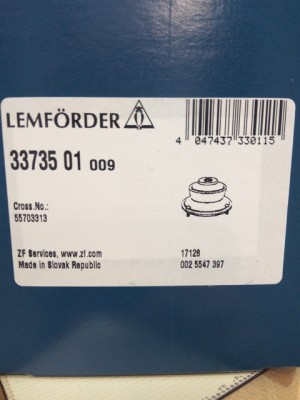 LEMFÖRDER
4 047437 330115
33735 01 009
Cross.No.:
55703313
ZF Services, www.zf.com
Made in Slovak Republic
17128
002 5547 397